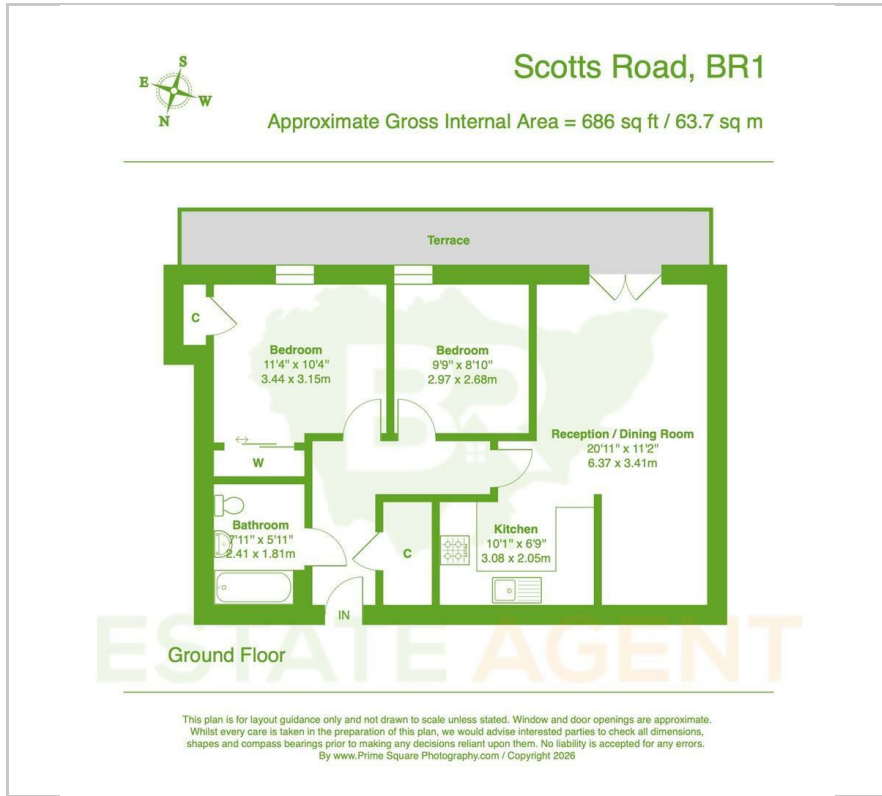 S
E
W
N
Scotts Road, BR1
Approximate Gross Internal Area = 686 sq ft / 63.7 sq m
Terrace
C
Bedroom
11'4" x 10'4"
3.44 x 3.15m
Bedroom
9'9" x 8'10"
2.97 x 2.68m
Reception / Dining Room
20'11" x 11'2"
6.37 x 3.41m
W
Bathroom
7'11" x 5'11"
2.41 x 1.81m
C
Kitchen
10'1" x 6'9"
3.08 x 2.05m
IN
ESTATE AGENT
Ground Floor
This plan is for layout guidance only and not drawn to scale unless stated. Window and door openings are approximate.
Whilst every care is taken in the preparation of this plan, we would advise interested parties to check all dimensions,
shapes and compass bearings prior to making any decisions reliant upon them. No liability is accepted for any errors.
By www.Prime Square Photography.com / Copyright 2026